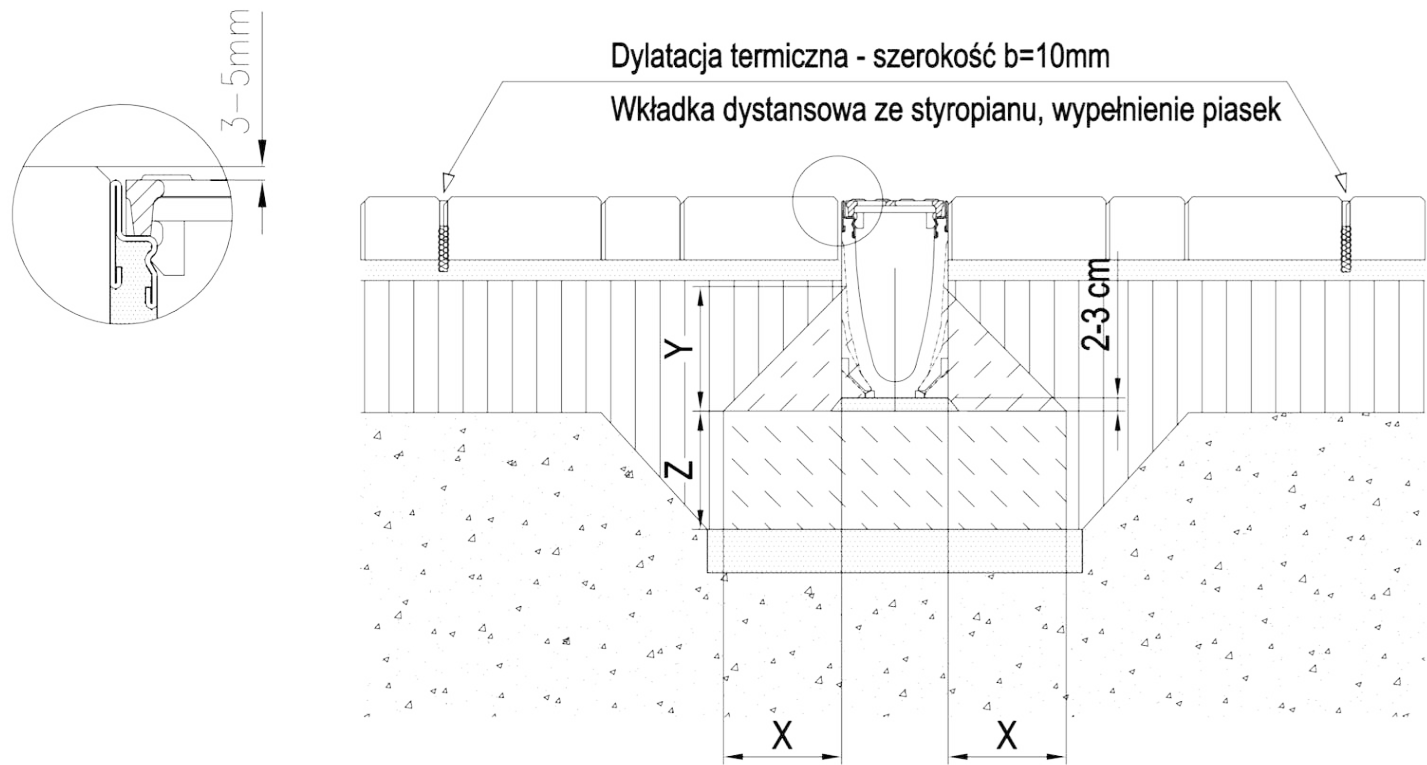 3-5mm
Dylatacja termiczna - szerokość b=10mm
Wkładka dystansowa ze styropianu, wypełnienie piasek
2-3 cm
Y
Z
X
X